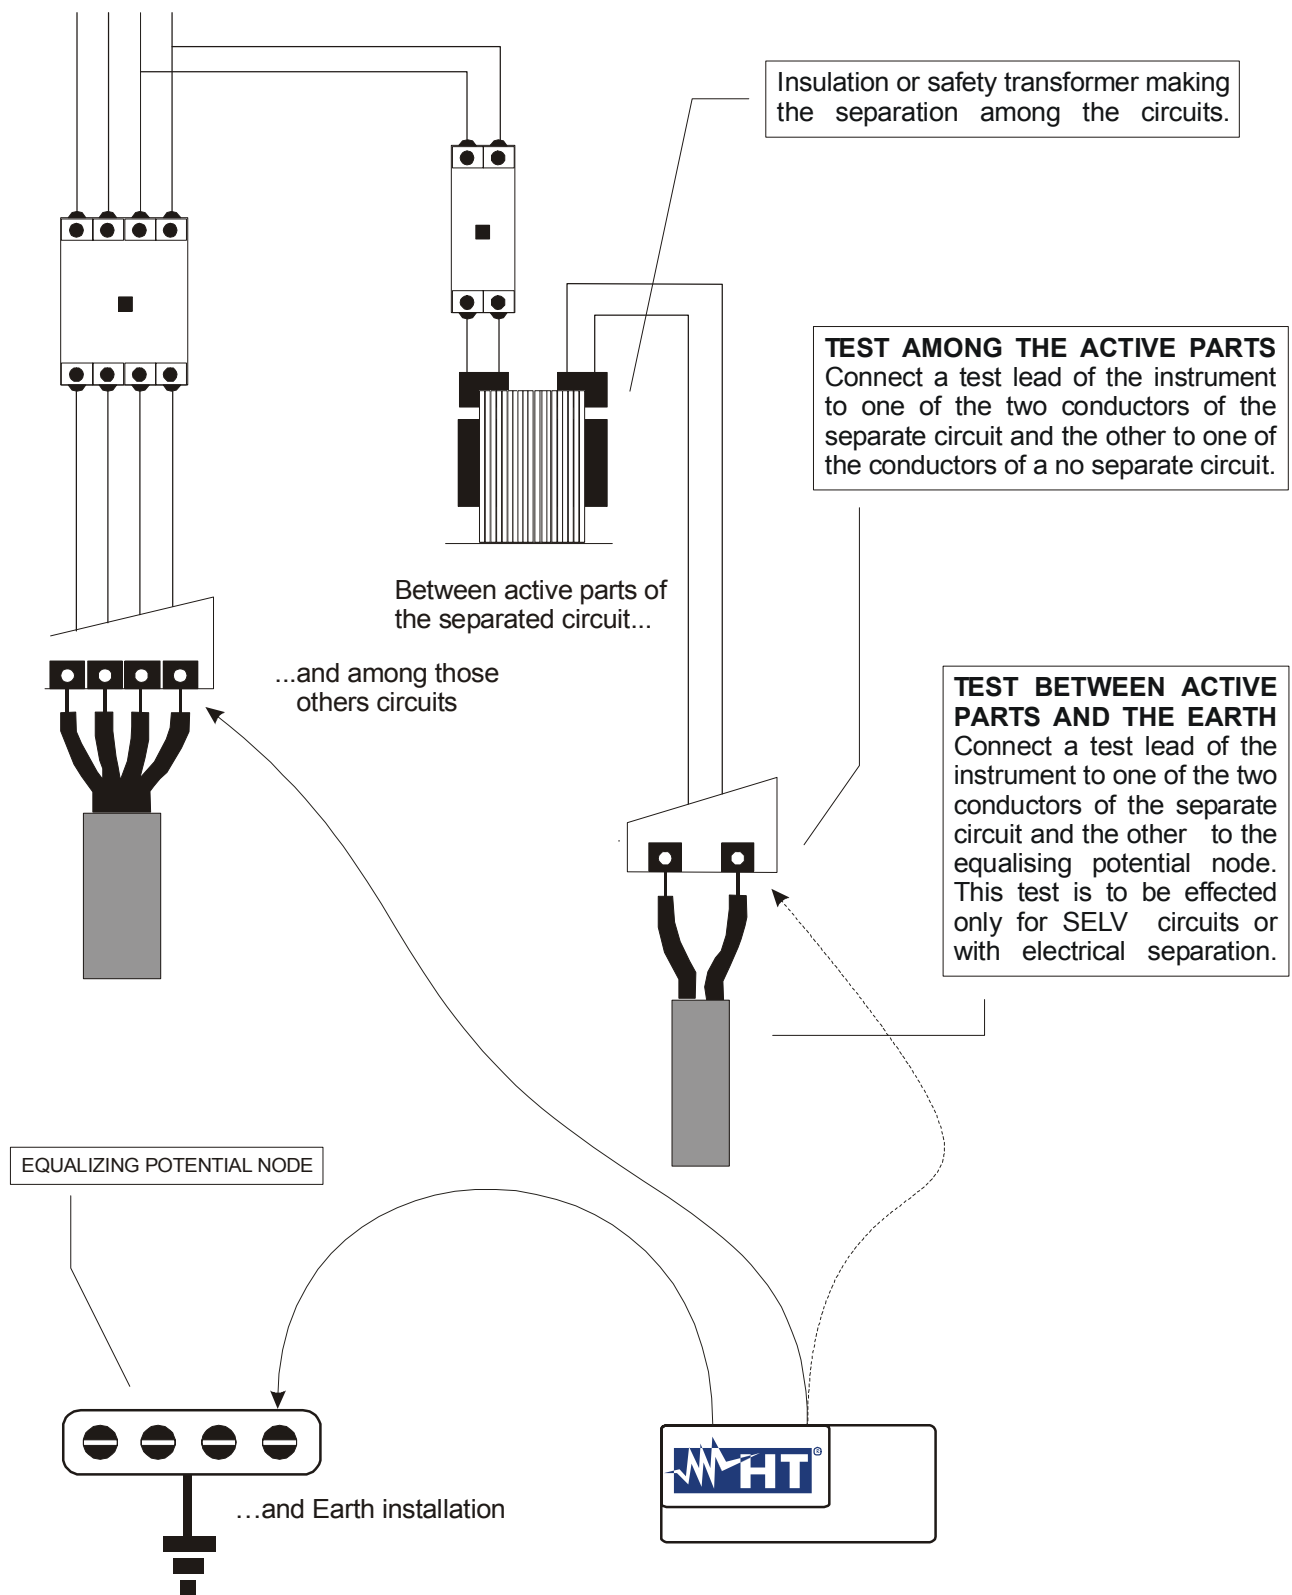 Insulation or safety transformer making
the separation among the circuits.
TEST AMONG THE ACTIVE PARTS
Connect a test lead of the instrument
to one of the two conductors of the
separate circuit and the other to one of
the conductors of a no separate circuit.
Between active parts of
the separated circuit...
...and among those
others circuits
TEST BETWEEN ACTIVE
PARTS AND THE EARTH
Connect a test lead of the
instrument to one of the two
conductors of the separate
circuit and the other to the
equalising potential node.
This test is to be effected
only for SELV circuits or
with electrical separation.
EQUALIZING POTENTIAL NODE
HT®
...and Earth installation